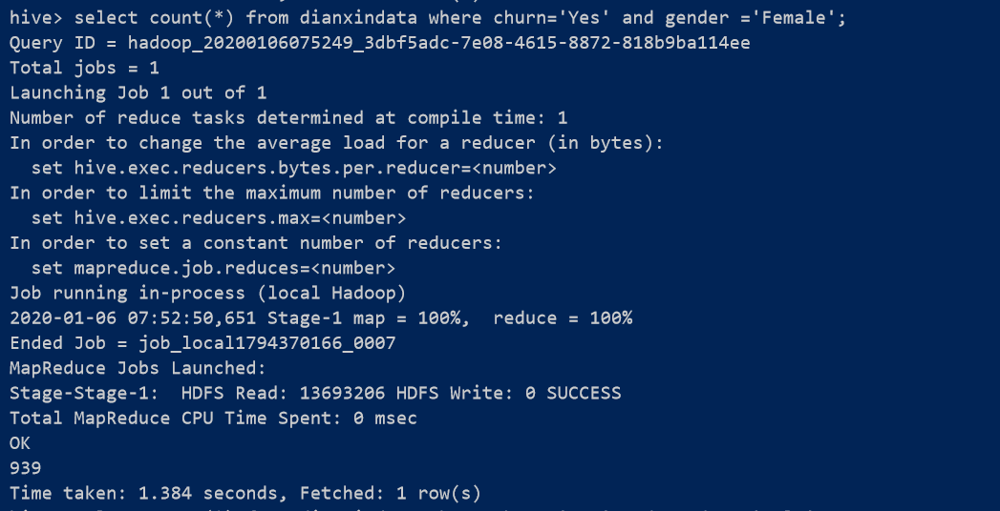 hive> select count(*) from dianxindata where churn='Yes' and gender ='Female';
Query ID = hadoop_20200106075249_3dbf5adc-7e08-4615-8872-818b9ba114ee
Total jobs = 1
Launching Job 1 out of 1
Number of reduce tasks determined at compile time: 1
In order to change the average load for a reducer (in bytes):
  set hive.exec.reducers.bytes.per.reducer=<number>
In order to limit the maximum number of reducers:
  set hive.exec.reducers.max=<number>
In order to set a constant number of reducers:
  set mapreduce.job.reduces=<number>
Job running in-process (local Hadoop)
2020-01-06 07:52:50,651 Stage-1 map = 100%,  reduce = 100%
Ended Job = job_local1794370166_0007
MapReduce Jobs Launched:
Stage-Stage-1:  HDFS Read: 13693206 HDFS Write: 0 SUCCESS
Total MapReduce CPU Time Spent: 0 msec
OK
939
Time taken: 1.384 seconds, Fetched: 1 row(s)